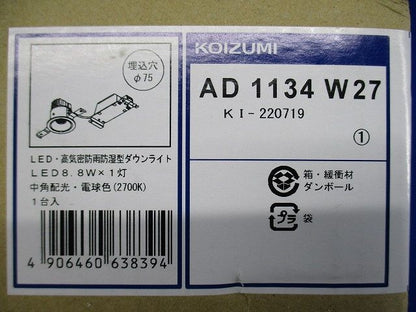 埋込穴
φ75
LED・高気密防雨防湿型ダウンライト
LED8.8W×1灯
中角配光・電球色(2700K)
1台入
4 906460 638394
KOIZUMI
AD 1134 W27
KI-220719
①
箱・緩衝材
ダンボール
プラ 袋